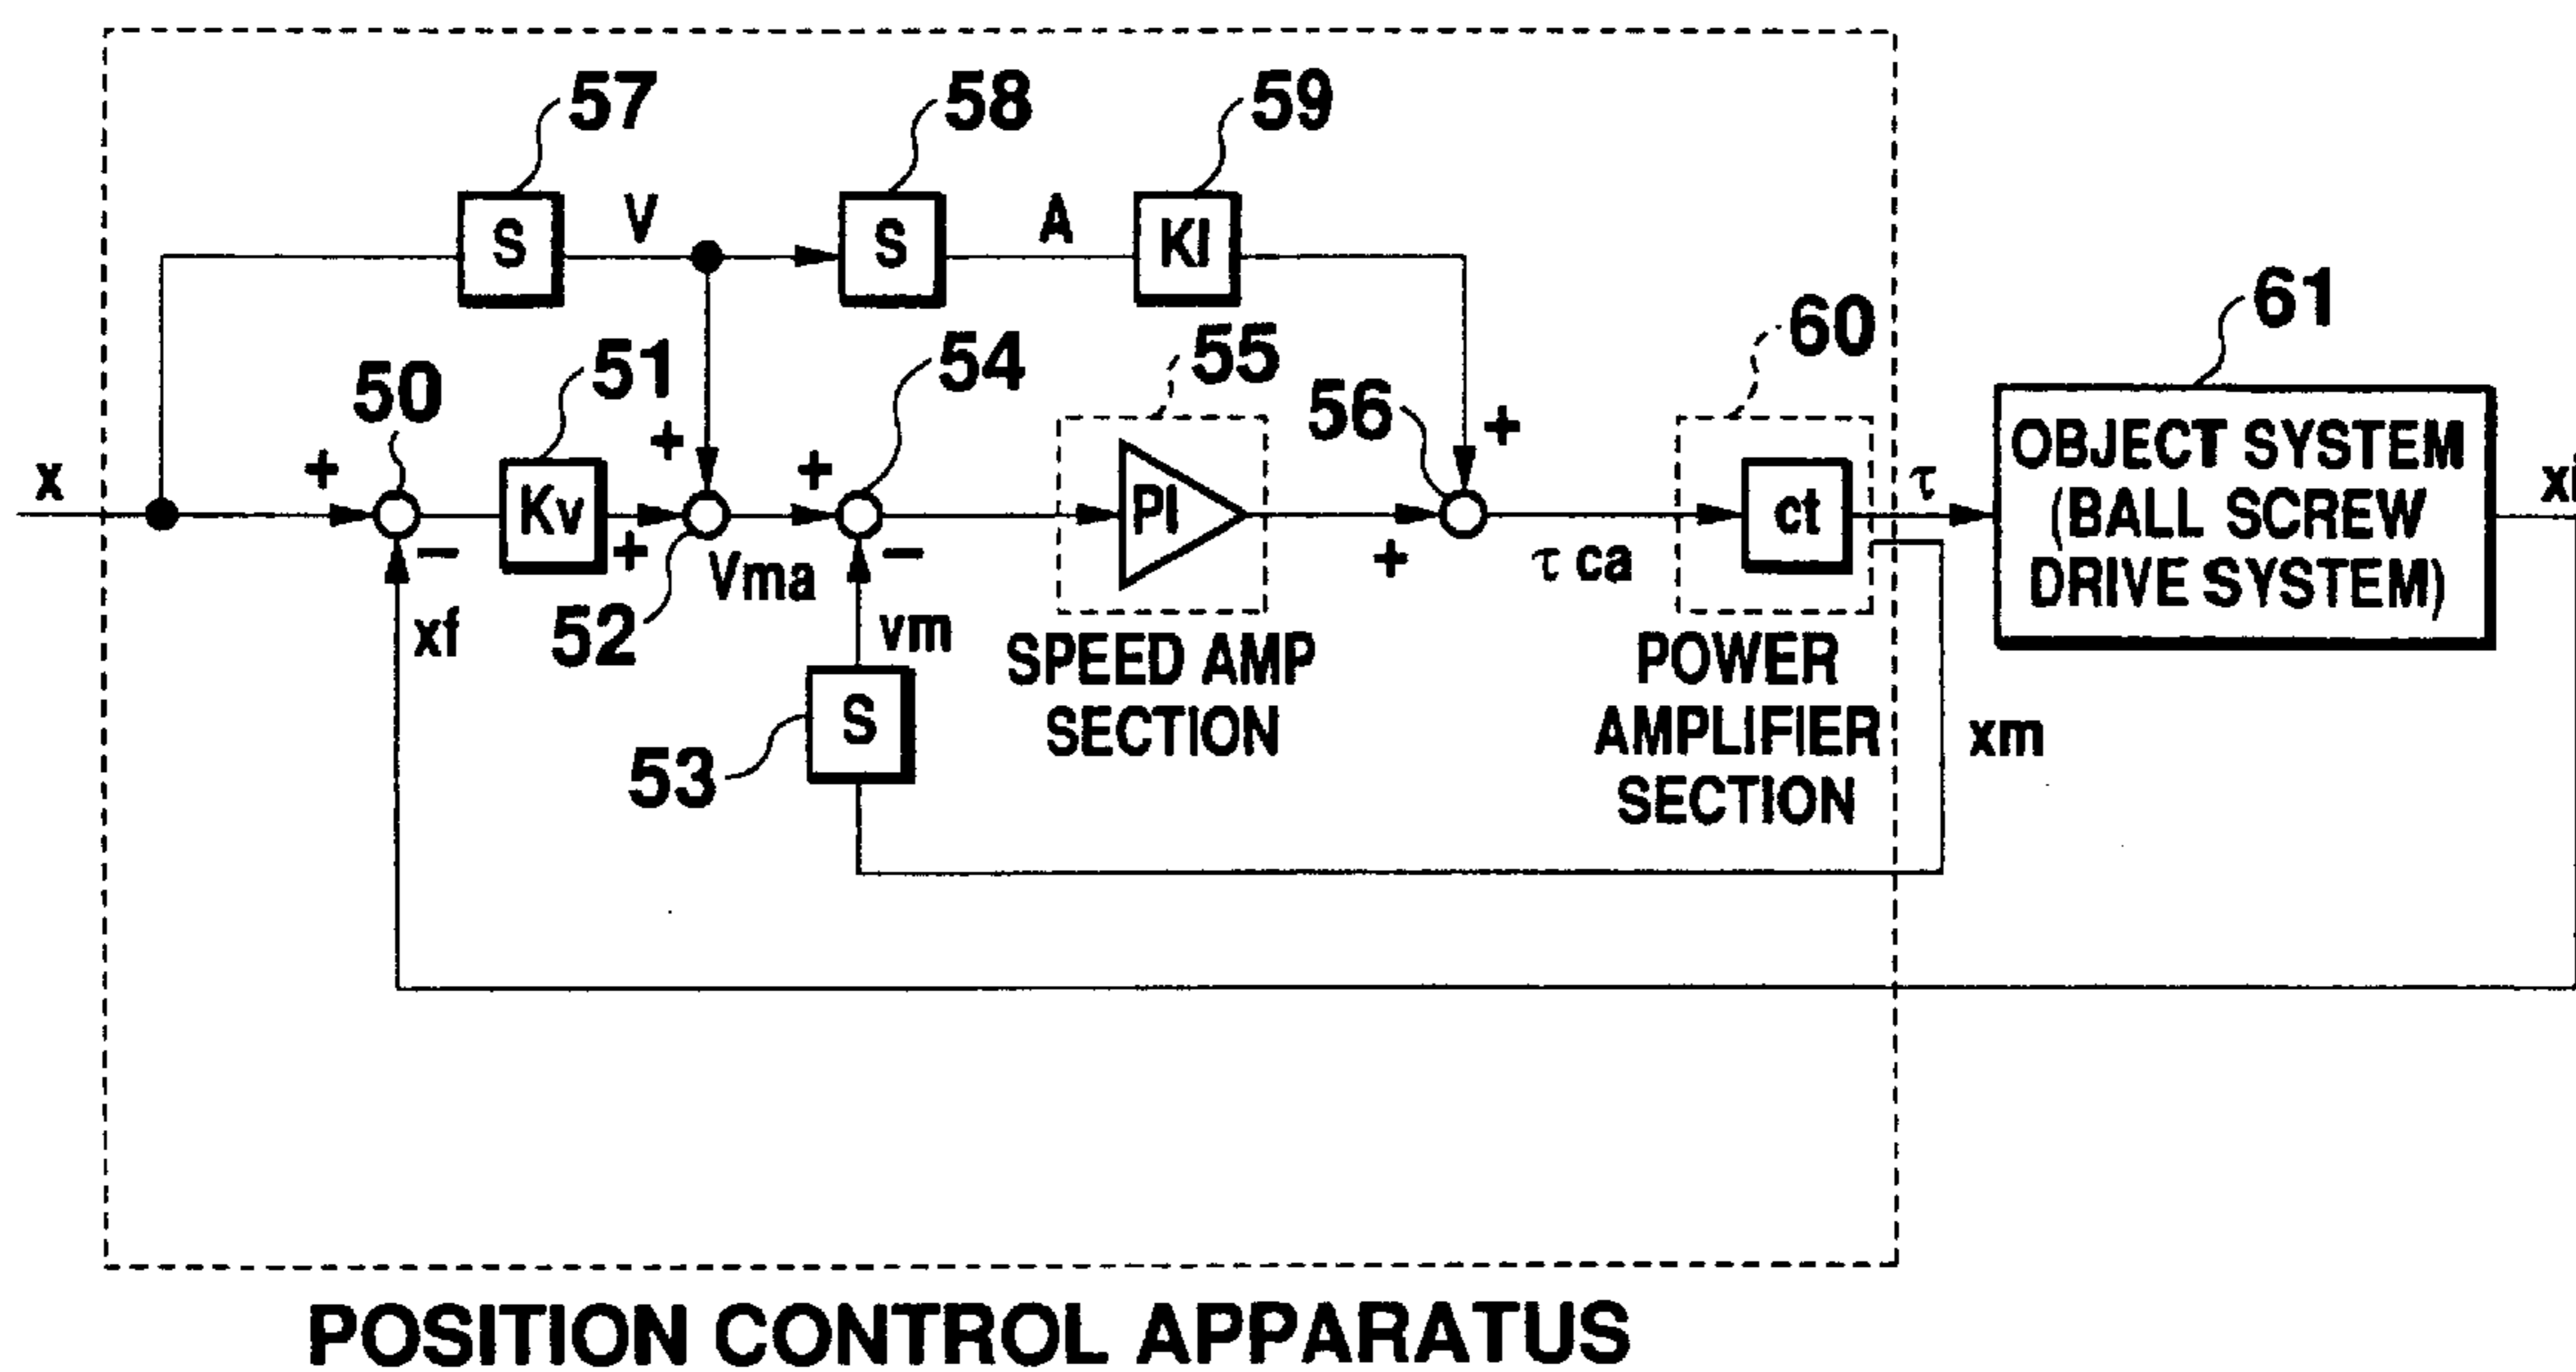 57
58
59
V
A
S
S
KI
60
61
55
54
51
50
56
x
+
Kv
+
+
+
PI
+
+
ct
τ
OBJECT SYSTEM
(BALL SCREW
DRIVE SYSTEM)
−
−
xf
52
Vma
vm
τ ca
SPEED AMP
SECTION
POWER
AMPLIFIER
SECTION
53
S
xm
POSITION CONTROL APPARATUS